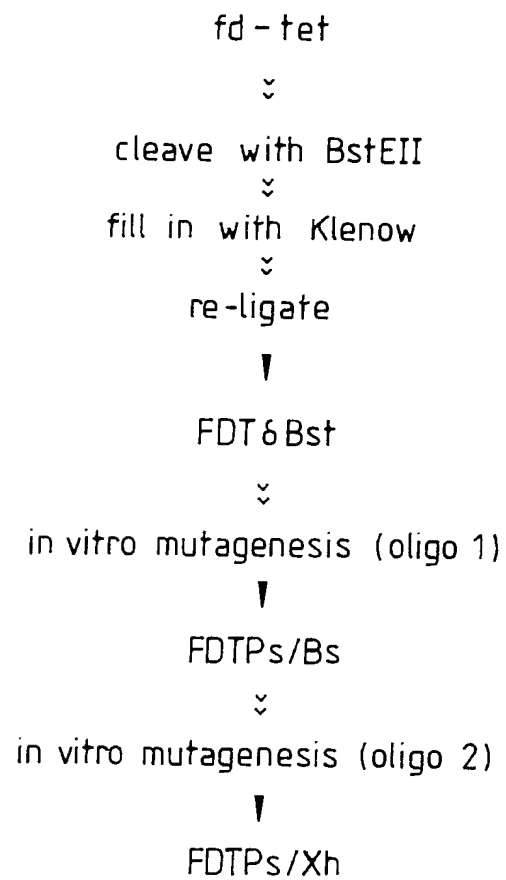 fd-tet
cleave with BstEII
fill in with Klenow
re-ligate
FDTδBst
in vitro mutagenesis (oligo 1)
FDTPs/Bs
in vitro mutagenesis (oligo 2)
FDTPs/Xh